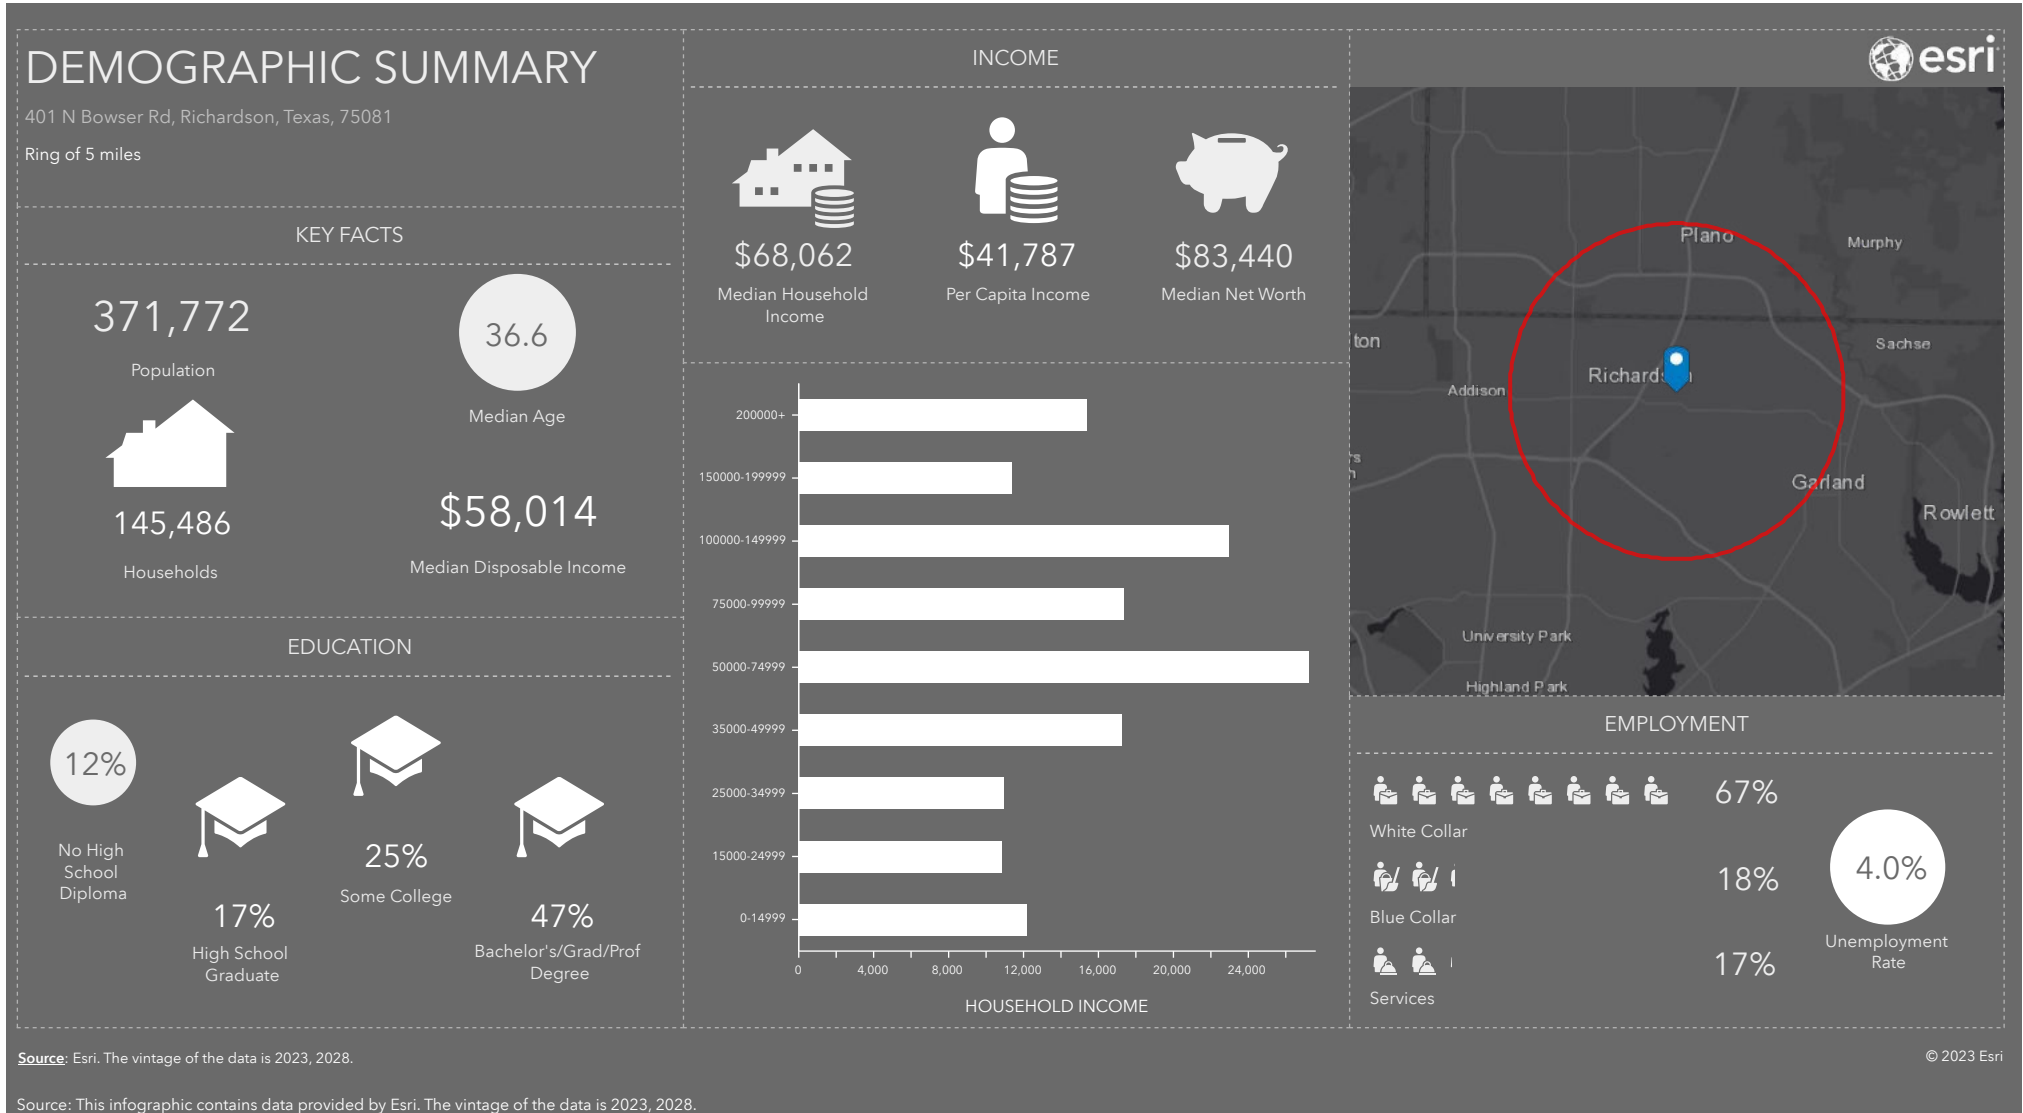 DEMOGRAPHIC SUMMARY
401 N Bowser Rd, Richardson, Texas, 75081
Ring of 5 miles
KEY FACTS
371,772
Population
36.6
Median Age
145,486
Households
$58,014
Median Disposable Income
EDUCATION
12%
No High
School
Diploma
17%
High School
Graduate
25%
Some College
47%
Bachelor's/Grad/Prof
Degree
INCOME
$68,062
Median Household
Income
$41,787
Per Capita Income
$83,440
Median Net Worth
200000+
150000-199999
100000-149999
75000-99999
50000-74999
35000-49999
25000-34999
15000-24999
0-14999
0 4,000 8,000 12,000 16,000 20,000 24,000
HOUSEHOLD INCOME
esri
Plano
Murphy
ton
Sachse
Richards n
Addison
Garland
Rowlett
University Park
Highland Park
EMPLOYMENT
67%
White Collar
18%
Blue Collar
17%
Services
4.0%
Unemployment
Rate
Source: Esri. The vintage of the data is 2023, 2028.
© 2023 Esri
Source: This infographic contains data provided by Esri. The vintage of the data is 2023, 2028.